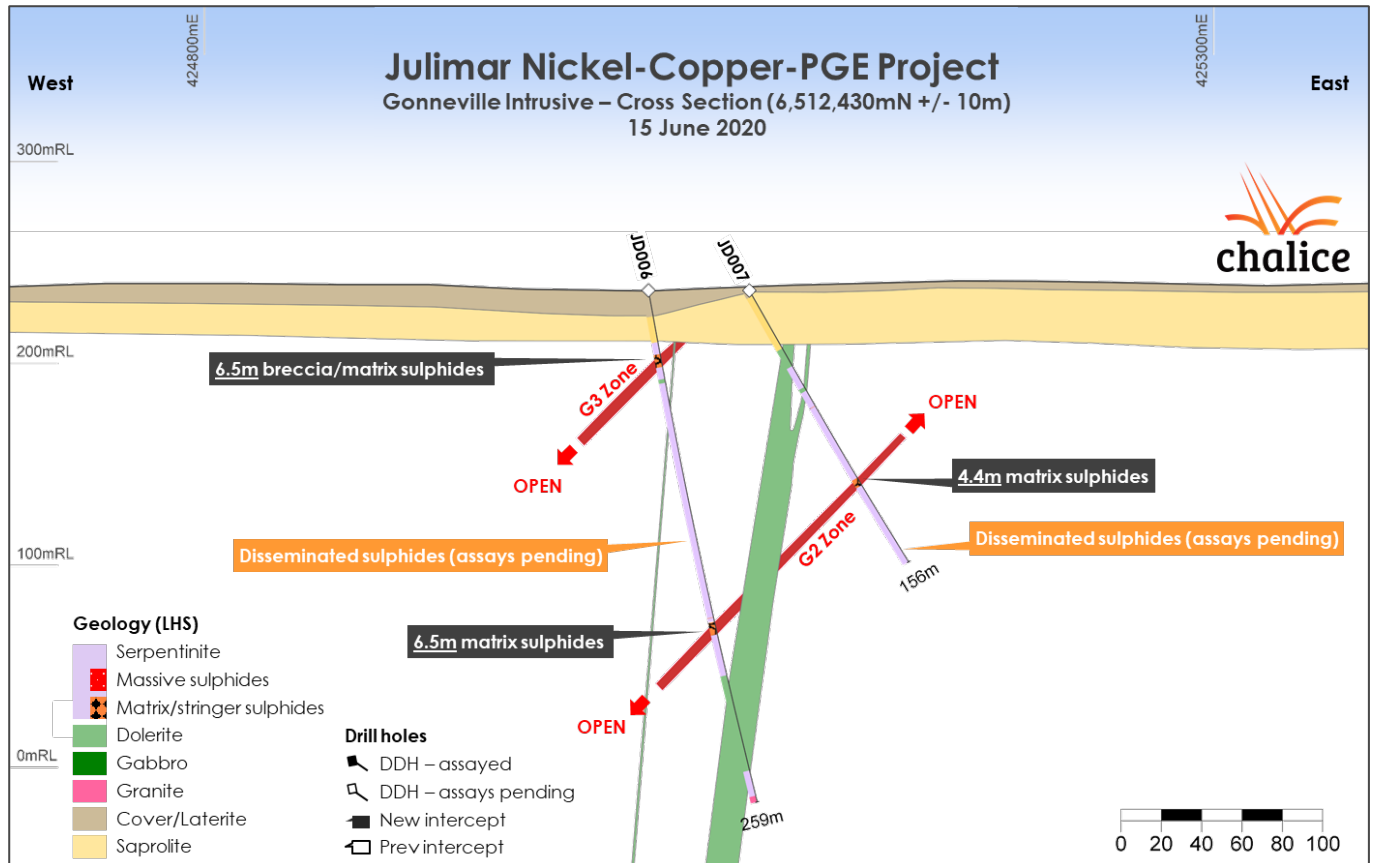 424800mE
425300mE
West
Julimar Nickel-Copper-PGE Project
East
Gonneville Intrusive – Cross Section (6,512,430mN +/- 10m)
15 June 2020
300mRL
chalice
JD006
JD007
200mRL
6.5m breccia/matrix sulphides
G3 Zone
OPEN
OPEN
4.4m matrix sulphides
G2 Zone
Disseminated sulphides (assays pending)
Disseminated sulphides (assays pending)
100mRL
156m
6.5m matrix sulphides
OPEN
Geology (LHS)
Serpentinite
Massive sulphides
Matrix/stringer sulphides
Dolerite
Gabbro
Granite
Cover/Laterite
Saprolite
0mRL
Drill holes
DDH – assayed
DDH – assays pending
New intercept
Prev intercept
259m
0 20 40 60 80 100